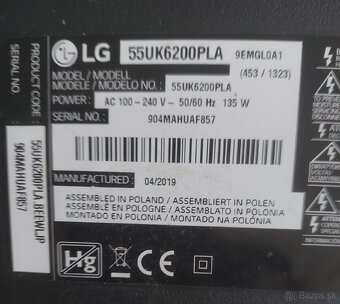 LG 55UK6200PLA 9EMGL0A1
MODEL / MODELL (453 / 1323)
MODELE / MODELO NO. : 55UK6200PLA
POWER : AC 100 - 240 V ~ 50/60 Hz 135 W
SERIAL NO. : 904MAHUAF857
MANUFACTURED : 04/2019
ASSEMBLED IN POLAND / ASSEMBLIERT IN POLEN
ASSEMBLÉ EN POLOGNE / ASSEMBLATO IN POLONIA
MONTADO EN POLONIA / MONTADO NA POLÓNIA
Hg
CE
PRODUCT CODE : 55UK6200PLA
SERIAL NO. : 904MAHUAF857
bazos.sk